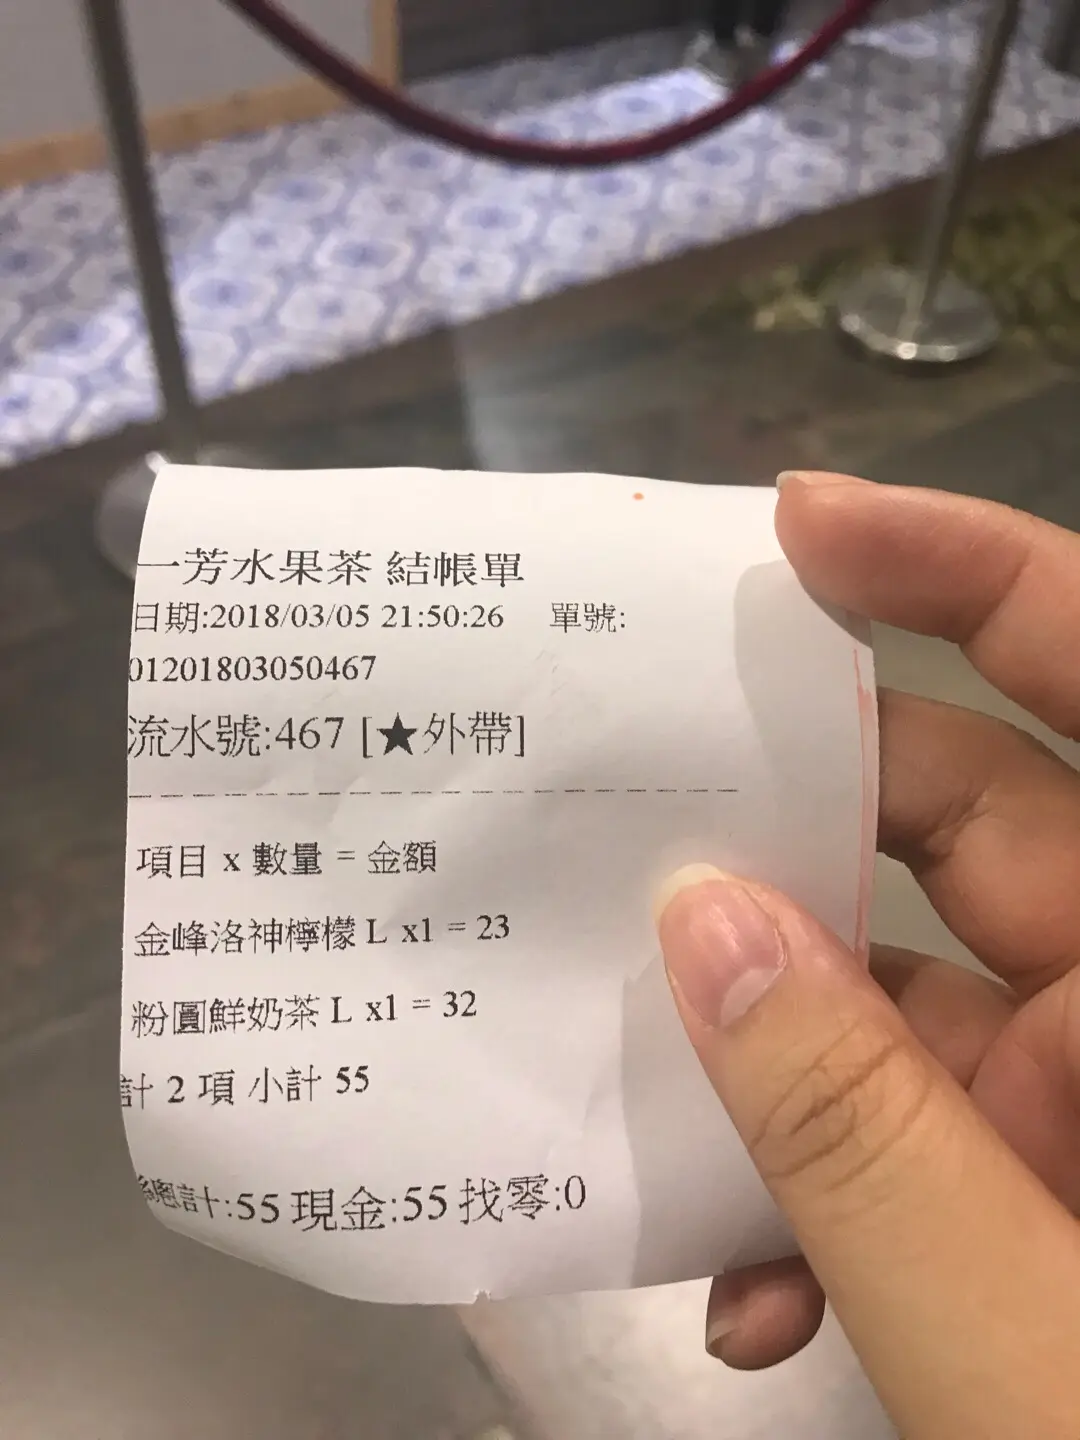 一芳水果茶 結帳單
日期:2018/03/05 21:50:26 單號:
01201803050467
流水號:467 [★外帶]
項目 x 數量 = 金額
金峰洛神檸檬 L x1 = 23
粉圓鮮奶茶 L x1 = 32
計 2 項 小計 55
總計:55 現金:55 找零:0